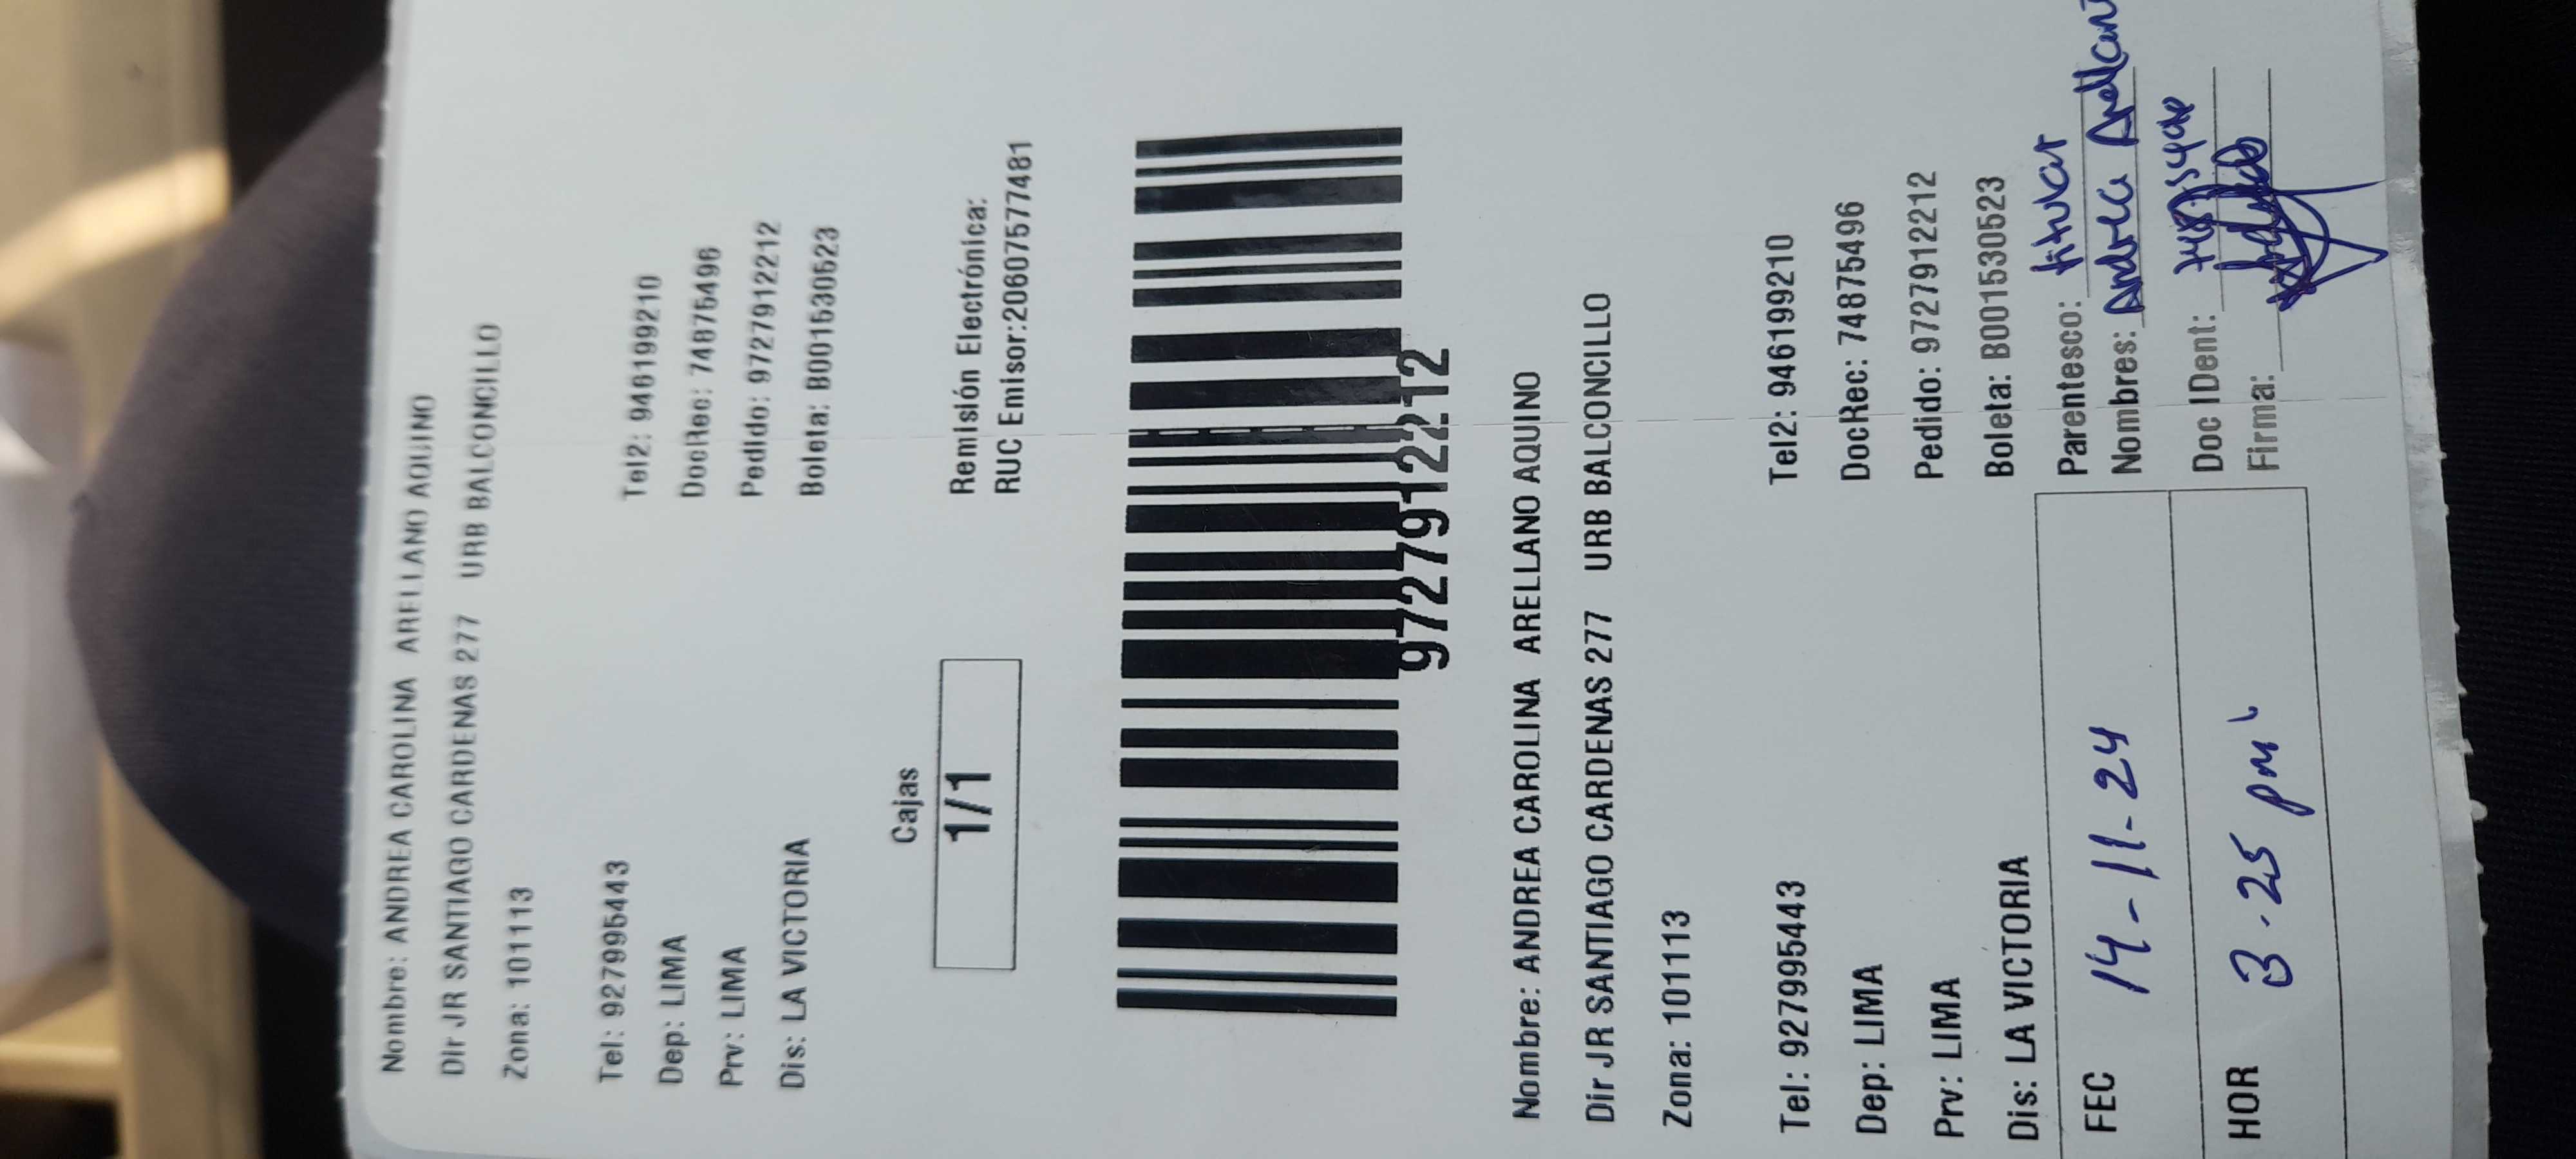 Nombre: ANDREA CAROLINA ARELLANO AQUINO
Dir JR SANTIAGO CARDENAS 277 URB BALCONCILLO
Zona: 101113
Tel: 927995443 Tel2: 946199210
Dep: LIMA DocRec: 74875496
Prv: LIMA Pedido: 97277912212
Dis: LA VICTORIA Boleta: B001530523
Cajas
1/1
Remisión Electrónica:
RUC Emisor:20607577481
97277912212
Nombre: ANDREA CAROLINA ARELLANO AQUINO
Dir JR SANTIAGO CARDENAS 277 URB BALCONCILLO
Zona: 101113
Tel: 927995443 Tel2: 946199210
Dep: LIMA DocRec: 74875496
Prv: LIMA Pedido: 97277912212
Dis: LA VICTORIA Boleta: B001530523
FEC 14-11-24
HOR 3.25 pm
Parentesco: titular
Nombres: Andrea Arellano
Doc IDent:
Firma: